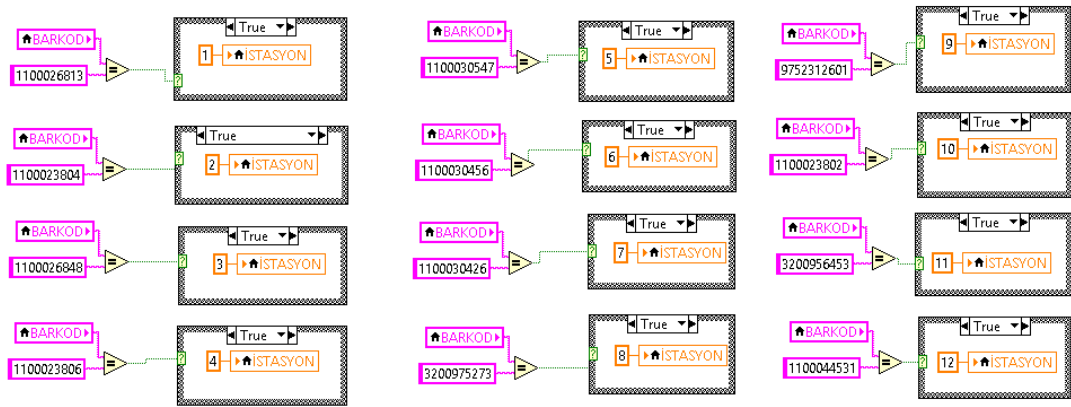 True
BARKOD
1 İSTASYON
1100026813
=
?
True
BARKOD
5 İSTASYON
1100030547
=
?
True
BARKOD
9 İSTASYON
9752312601
=
?
True
BARKOD
2 İSTASYON
1100023804
=
?
True
BARKOD
6 İSTASYON
1100030456
=
?
True
BARKOD
10 İSTASYON
1100023802
=
?
True
BARKOD
3 İSTASYON
1100026848
=
?
True
BARKOD
7 İSTASYON
1100030426
=
?
True
BARKOD
11 İSTASYON
3200956453
=
?
True
BARKOD
4 İSTASYON
1100023806
=
?
True
BARKOD
8 İSTASYON
3200975273
=
?
True
BARKOD
12 İSTASYON
1100044531
=
?